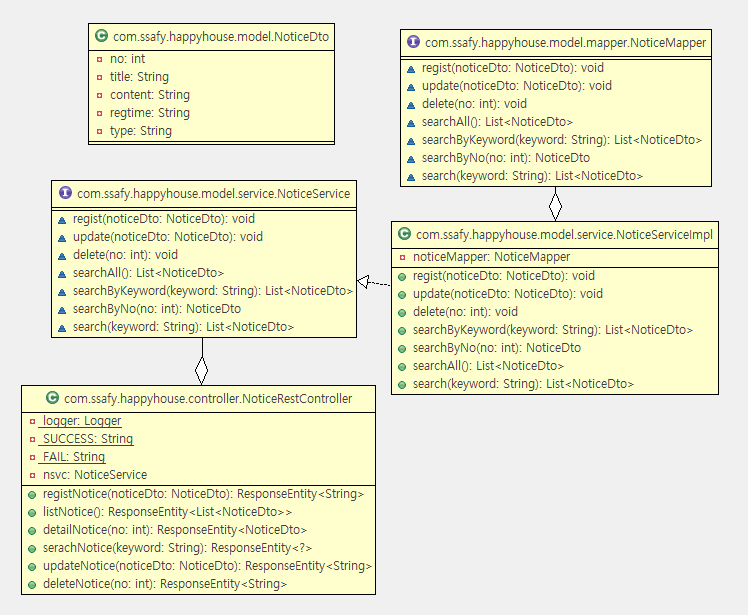 C com.ssafy.happyhouse.model.NoticeDto
no: int
title: String
content: String
regtime: String
type: String
I com.ssafy.happyhouse.model.mapper.NoticeMapper
regist(noticeDto: NoticeDto): void
update(noticeDto: NoticeDto): void
delete(no: int): void
searchAll(): List<NoticeDto>
searchByKeyword(keyword: String): List<NoticeDto>
searchByNo(no: int): NoticeDto
search(keyword: String): List<NoticeDto>
I com.ssafy.happyhouse.model.service.NoticeService
regist(noticeDto: NoticeDto): void
update(noticeDto: NoticeDto): void
delete(no: int): void
searchAll(): List<NoticeDto>
searchByKeyword(keyword: String): List<NoticeDto>
searchByNo(no: int): NoticeDto
search(keyword: String): List<NoticeDto>
C com.ssafy.happyhouse.model.service.NoticeServiceImpl
noticeMapper: NoticeMapper
regist(noticeDto: NoticeDto): void
update(noticeDto: NoticeDto): void
delete(no: int): void
searchByKeyword(keyword: String): List<NoticeDto>
searchByNo(no: int): NoticeDto
searchAll(): List<NoticeDto>
search(keyword: String): List<NoticeDto>
C com.ssafy.happyhouse.controller.NoticeRestController
logger: Logger
SUCCESS: String
FAIL: String
nsvc: NoticeService
registNotice(noticeDto: NoticeDto): ResponseEntity<String>
listNotice(): ResponseEntity<List<NoticeDto>>
detailNotice(no: int): ResponseEntity<NoticeDto>
serachNotice(keyword: String): ResponseEntity<?>
updateNotice(noticeDto: NoticeDto): ResponseEntity<String>
deleteNotice(no: int): ResponseEntity<String>